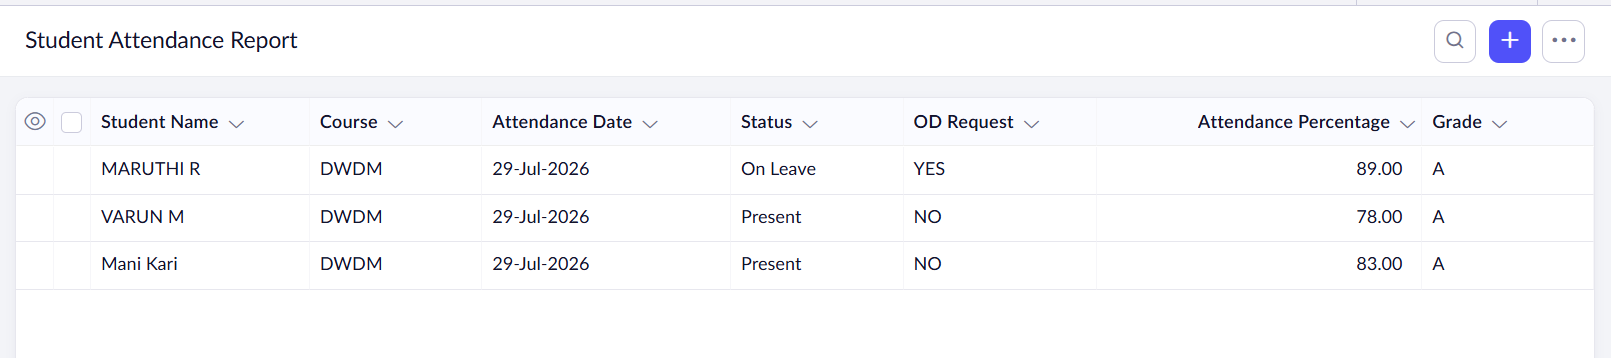 Student Attendance Report
Student Name Course Attendance Date Status OD Request Attendance Percentage Grade
MARUTHI R DWDM 29-Jul-2026 On Leave YES 89.00 A
VARUN M DWDM 29-Jul-2026 Present NO 78.00 A
Mani Kari DWDM 29-Jul-2026 Present NO 83.00 A